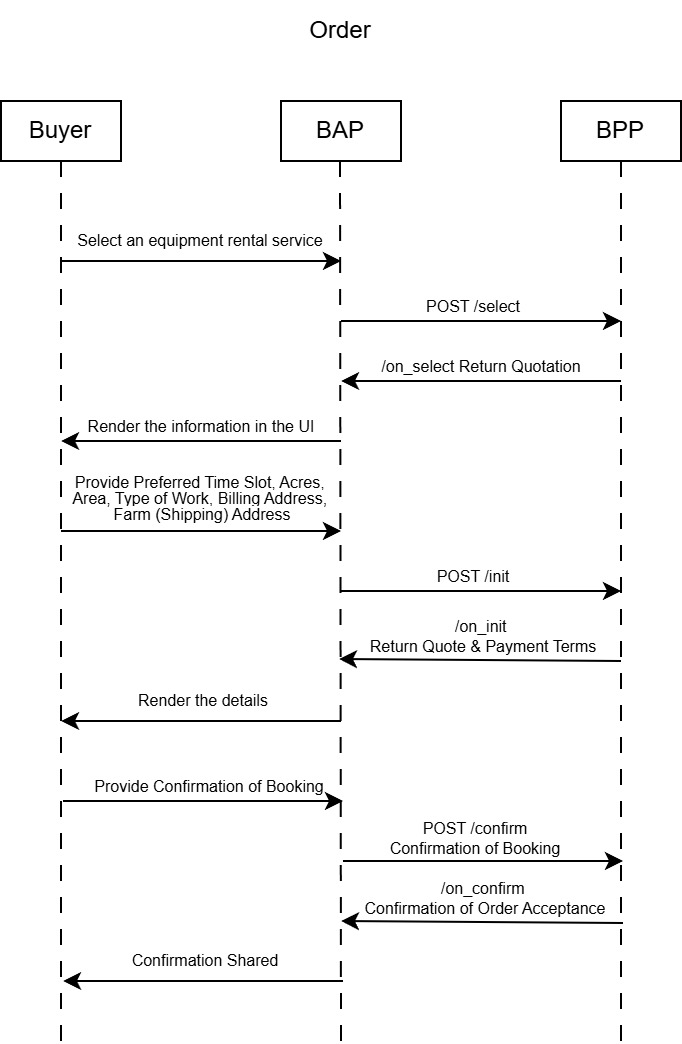 Order
Buyer
BAP
BPP
Select an equipment rental service
POST /select
/on_select Return Quotation
Render the information in the UI
Provide Preferred Time Slot, Acres,
Area, Type of Work, Billing Address,
Farm (Shipping) Address
POST /init
/on_init
Return Quote & Payment Terms
Render the details
Provide Confirmation of Booking
POST /confirm
Confirmation of Booking
/on_confirm
Confirmation of Order Acceptance
Confirmation Shared